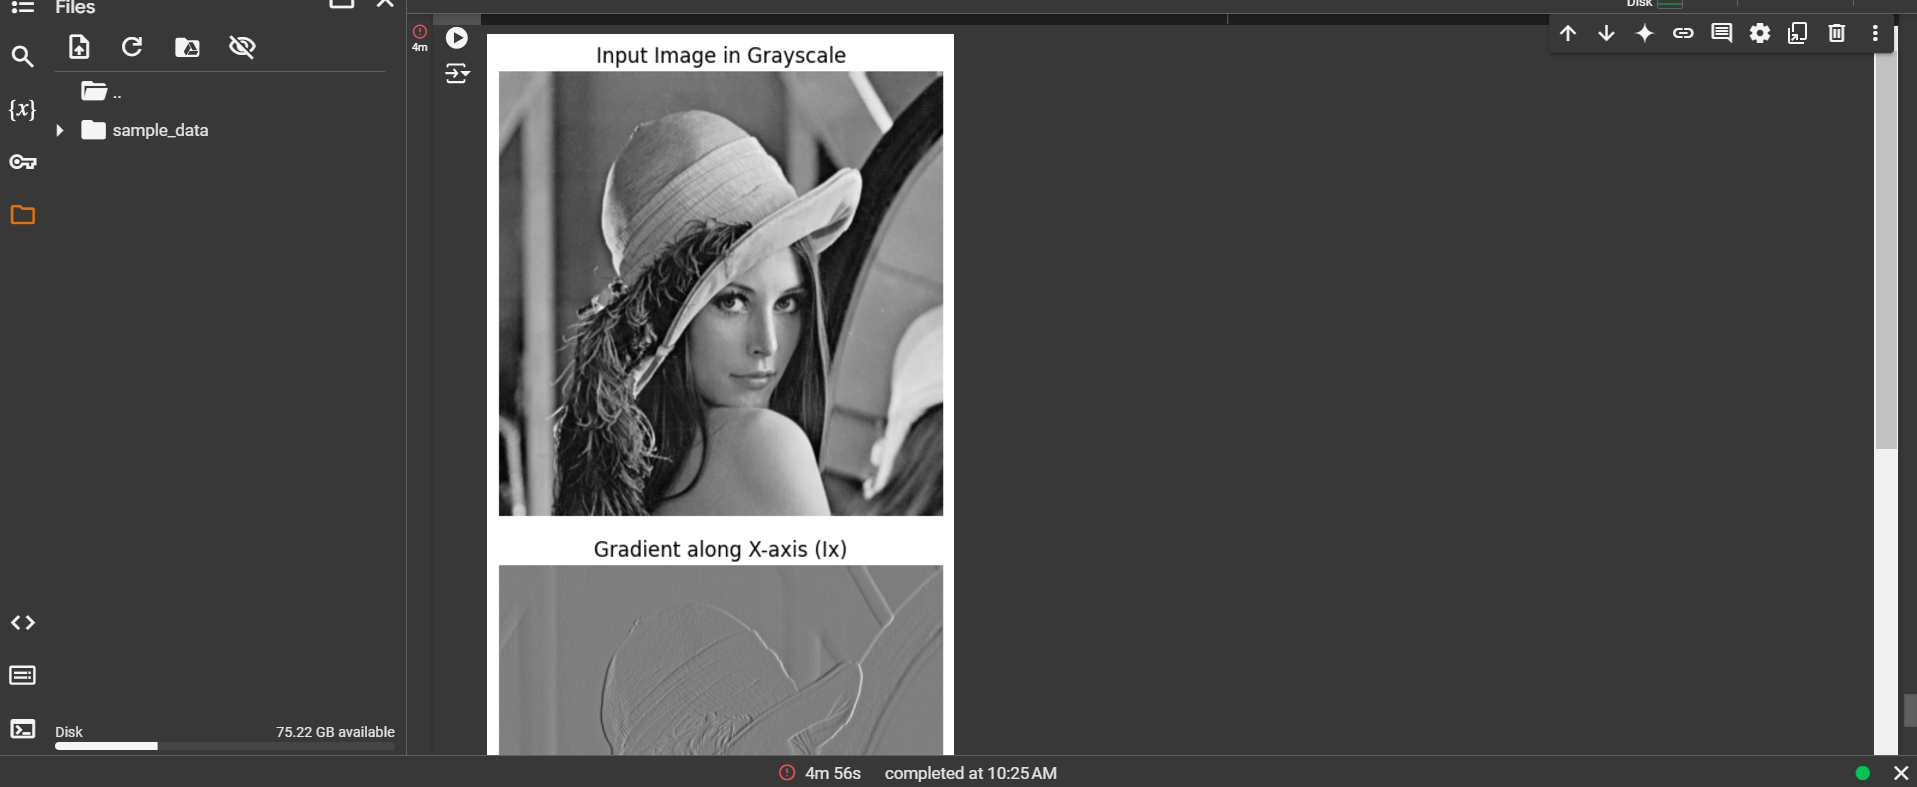 Files
Disk
4m
Input Image in Grayscale
..
{x}
sample_data
Gradient along X-axis (Ix)
Disk 75.22 GB available
4m 56s completed at 10:25 AM